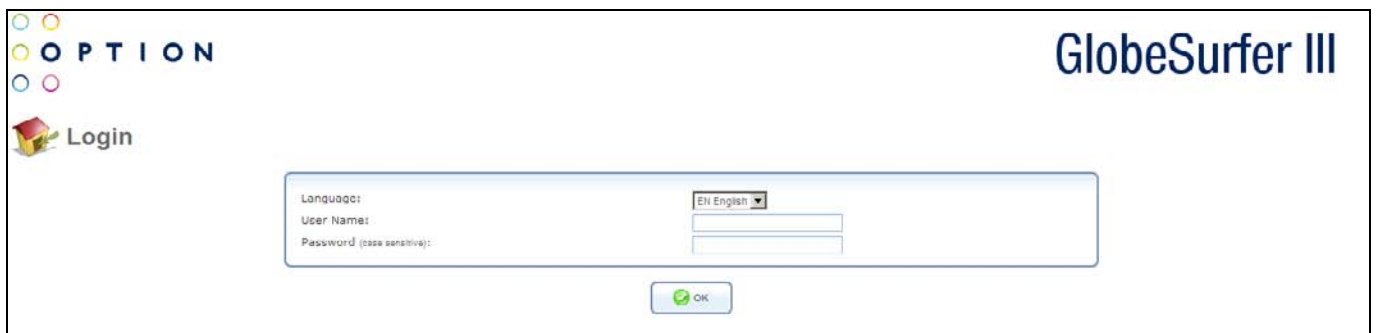 OPTION
GlobeSurfer III
Login
Language: EN English
User Name:
Password (case sensitive):
OK